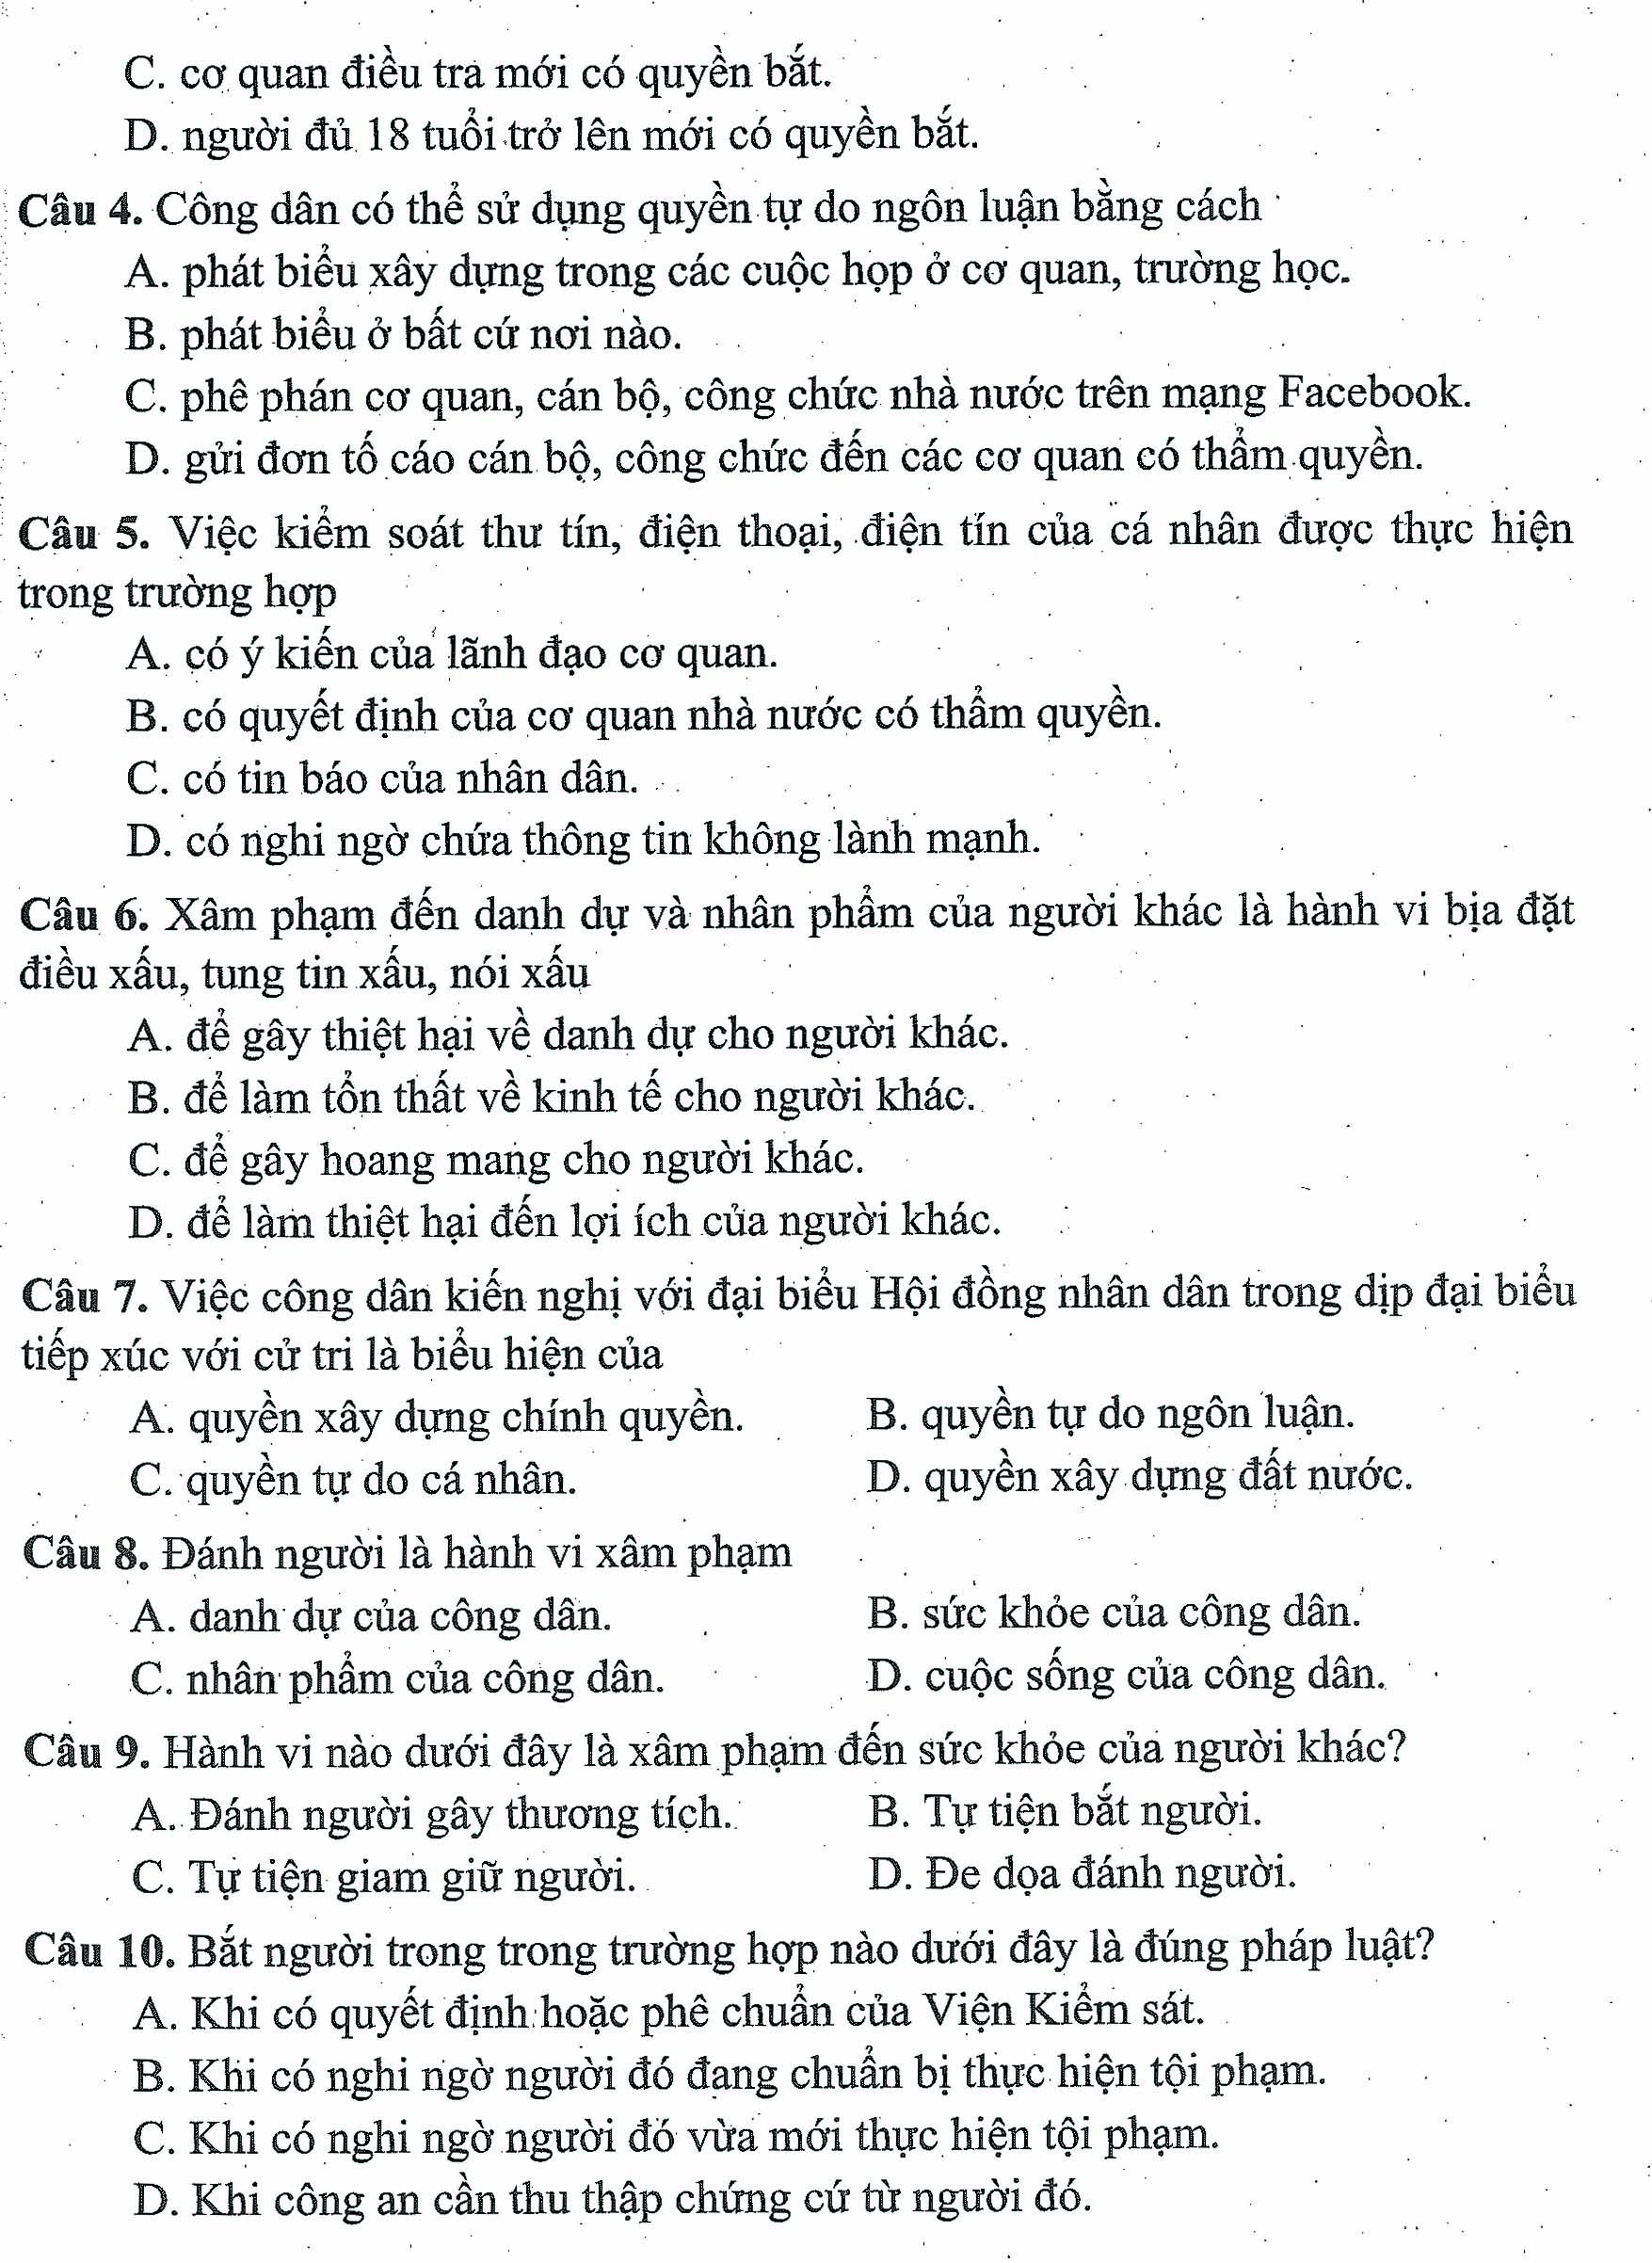 C. cơ quan điều tra mới có quyền bắt.
D. người đủ 18 tuổi trở lên mới có quyền bắt.
Câu 4. Công dân có thể sử dụng quyền tự do ngôn luận bằng cách
A. phát biểu xây dựng trong các cuộc họp ở cơ quan, trường học.
B. phát biểu ở bất cứ nơi nào.
C. phê phán cơ quan, cán bộ, công chức nhà nước trên mạng Facebook.
D. gửi đơn tố cáo cán bộ, công chức đến các cơ quan có thẩm quyền.
Câu 5. Việc kiểm soát thư tín, điện thoại, điện tín của cá nhân được thực hiện
trong trường hợp
A. có ý kiến của lãnh đạo cơ quan.
B. có quyết định của cơ quan nhà nước có thẩm quyền.
C. có tin báo của nhân dân.
D. có nghi ngờ chứa thông tin không lành mạnh.
Câu 6. Xâm phạm đến danh dự và nhân phẩm của người khác là hành vi bịa đặt
điều xấu, tung tin xấu, nói xấu
A. để gây thiệt hại về danh dự cho người khác.
B. để làm tổn thất về kinh tế cho người khác.
C. để gây hoang mang cho người khác.
D. để làm thiệt hại đến lợi ích của người khác.
Câu 7. Việc công dân kiến nghị với đại biểu Hội đồng nhân dân trong dịp đại biểu
tiếp xúc với cử tri là biểu hiện của
A. quyền xây dựng chính quyền. B. quyền tự do ngôn luận.
C. quyền tự do cá nhân. D. quyền xây dựng đất nước.
Câu 8. Đánh người là hành vi xâm phạm
A. danh dự của công dân. B. sức khỏe của công dân.
C. nhân phẩm của công dân. D. cuộc sống của công dân.
Câu 9. Hành vi nào dưới đây là xâm phạm đến sức khỏe của người khác?
A. Đánh người gây thương tích. B. Tự tiện bắt người.
C. Tự tiện giam giữ người. D. Đe dọa đánh người.
Câu 10. Bắt người trong trong trường hợp nào dưới đây là đúng pháp luật?
A. Khi có quyết định hoặc phê chuẩn của Viện Kiểm sát.
B. Khi có nghi ngờ người đó đang chuẩn bị thực hiện tội phạm.
C. Khi có nghi ngờ người đó vừa mới thực hiện tội phạm.
D. Khi công an cần thu thập chứng cứ từ người đó.